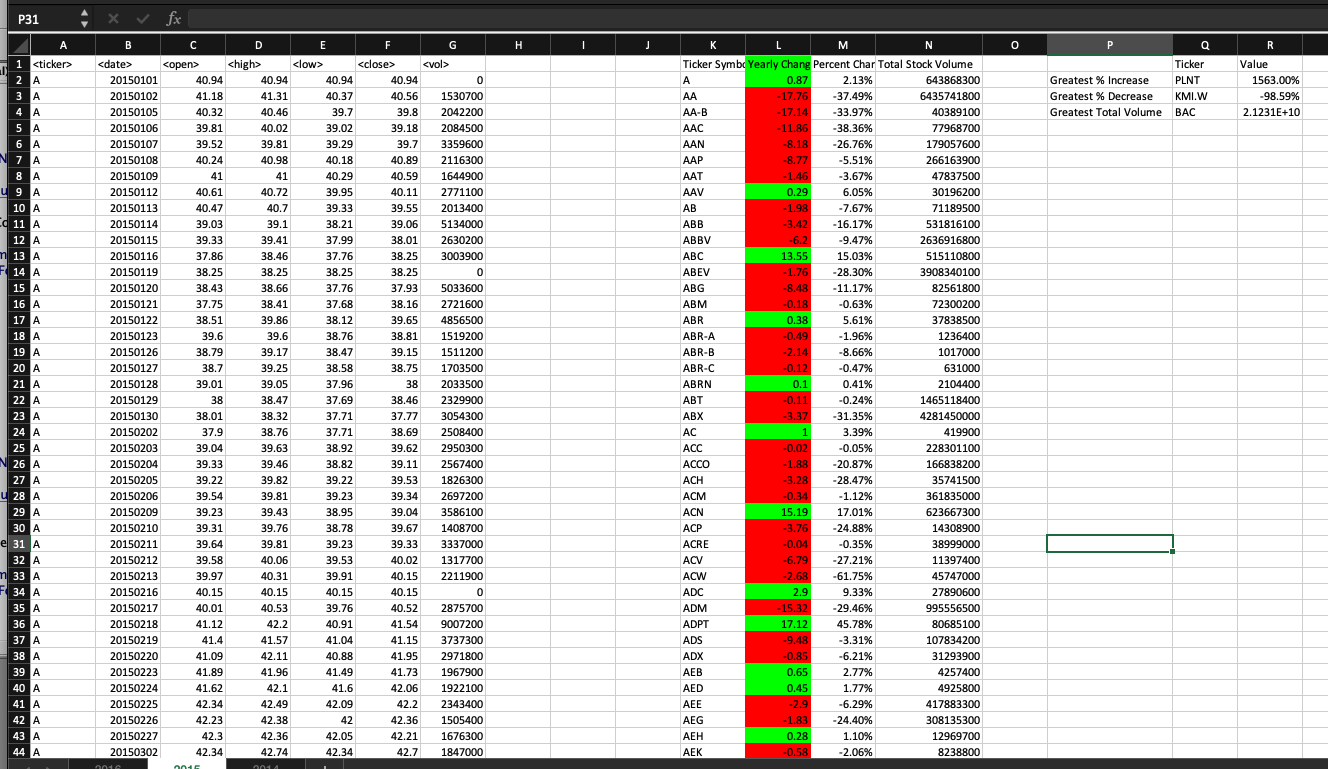 P31 fx
A B C D E F G H I J K L M N O P Q R
1 <ticker> <date> <open> <high> <low> <close> <vol> Ticker Symbo Yearly Chang Percent Char Total Stock Volume Ticker Value
2 A 20150101 40.94 40.94 40.94 40.94 0 A 0.87 2.13% 643868300 Greatest % Increase PLNT 1563.00%
3 A 20150102 41.18 41.31 40.37 40.56 1530700 AA -17.76 -37.49% 6435741800 Greatest % Decrease KMI.W -98.59%
4 A 20150105 40.32 40.46 39.7 39.8 2042200 AA-B -17.14 -33.97% 40389100 Greatest Total Volume BAC 2.1231E+10
5 A 20150106 39.81 40.02 39.02 39.18 2084500 AAC -11.86 -38.36% 77968700
6 A 20150107 39.52 39.81 39.29 39.7 3359600 AAN -8.18 -26.76% 179057600
7 A 20150108 40.24 40.98 40.18 40.89 2116300 AAP -8.77 -5.51% 266163900
8 A 20150109 41 41 40.29 40.59 1644900 AAT -1.46 -3.67% 47837500
9 A 20150112 40.61 40.72 39.95 40.11 2771100 AAV 0.29 6.05% 30196200
10 A 20150113 40.47 40.7 39.33 39.55 2013400 AB -1.98 -7.67% 71189500
11 A 20150114 39.03 39.1 38.21 39.06 5134000 ABB -3.42 -16.17% 531816100
12 A 20150115 39.33 39.41 37.99 38.01 2630200 ABBV -6.2 -9.47% 2636916800
13 A 20150116 37.86 38.46 37.76 38.25 3003900 ABC 13.55 15.03% 515110800
14 A 20150119 38.25 38.25 38.25 38.25 0 ABEV -1.76 -28.30% 3908340100
15 A 20150120 38.43 38.66 37.76 37.93 5033600 ABG -8.48 -11.17% 82561800
16 A 20150121 37.75 38.41 37.68 38.16 2721600 ABM -0.18 -0.63% 72300200
17 A 20150122 38.51 39.86 38.12 39.65 4856500 ABR 0.38 5.61% 37838500
18 A 20150123 39.6 39.6 38.76 38.81 1519200 ABR-A -0.49 -1.96% 1236400
19 A 20150126 38.79 39.17 38.47 39.15 1511200 ABR-B -2.14 -8.66% 1017000
20 A 20150127 38.7 39.25 38.58 38.75 1703500 ABR-C -0.12 -0.47% 631000
21 A 20150128 39.01 39.05 37.96 38 2033500 ABRN 0.1 0.41% 2104400
22 A 20150129 38 38.47 37.69 38.46 2329900 ABT -0.11 -0.24% 1465118400
23 A 20150130 38.01 38.32 37.71 37.77 3054300 ABX -3.37 -31.35% 4281450000
24 A 20150202 37.9 38.76 37.71 38.69 2508400 AC 1 3.39% 419900
25 A 20150203 39.04 39.63 38.92 39.62 2950300 ACC -0.02 -0.05% 228301100
26 A 20150204 39.33 39.46 38.82 39.11 2567400 ACCO -1.88 -20.87% 166838200
27 A 20150205 39.22 39.82 39.22 39.53 1826300 ACH -3.28 -28.47% 35741500
28 A 20150206 39.54 39.81 39.23 39.34 2697200 ACM -0.34 -1.12% 361835000
29 A 20150209 39.23 39.43 38.95 39.04 3586100 ACN 15.19 17.01% 623667300
30 A 20150210 39.31 39.76 38.78 39.67 1408700 ACP -3.76 -24.88% 14308900
31 A 20150211 39.64 39.81 39.23 39.33 3337000 ACRE -0.04 -0.35% 38999000
32 A 20150212 39.58 40.06 39.53 40.02 1317700 ACV -6.79 -27.21% 11397400
33 A 20150213 39.97 40.31 39.91 40.15 2211900 ACW -2.68 -61.75% 45747000
34 A 20150216 40.15 40.15 40.15 40.15 0 ADC 2.9 9.33% 27890600
35 A 20150217 40.01 40.53 39.76 40.52 2875700 ADM -15.32 -29.46% 995556500
36 A 20150218 41.12 42.2 40.91 41.54 9007200 ADPT 17.12 45.78% 80685100
37 A 20150219 41.4 41.57 41.04 41.15 3737300 ADS -9.48 -3.31% 107834200
38 A 20150220 41.09 42.11 40.88 41.95 2971800 ADX -0.85 -6.21% 31293900
39 A 20150223 41.89 41.96 41.49 41.73 1967900 AEB 0.65 2.77% 4257400
40 A 20150224 41.62 42.1 41.6 42.06 1922100 AED 0.45 1.77% 4925800
41 A 20150225 42.34 42.49 42.09 42.2 2343400 AEE -2.9 -6.29% 417883300
42 A 20150226 42.23 42.38 42 42.36 1505400 AEG -1.83 -24.40% 308135300
43 A 20150227 42.3 42.36 42.05 42.21 1676300 AEH 0.28 1.10% 12969700
44 A 20150302 42.34 42.74 42.34 42.7 1847000 AEK -0.58 -2.06% 8238800
2016 2015 2014 +